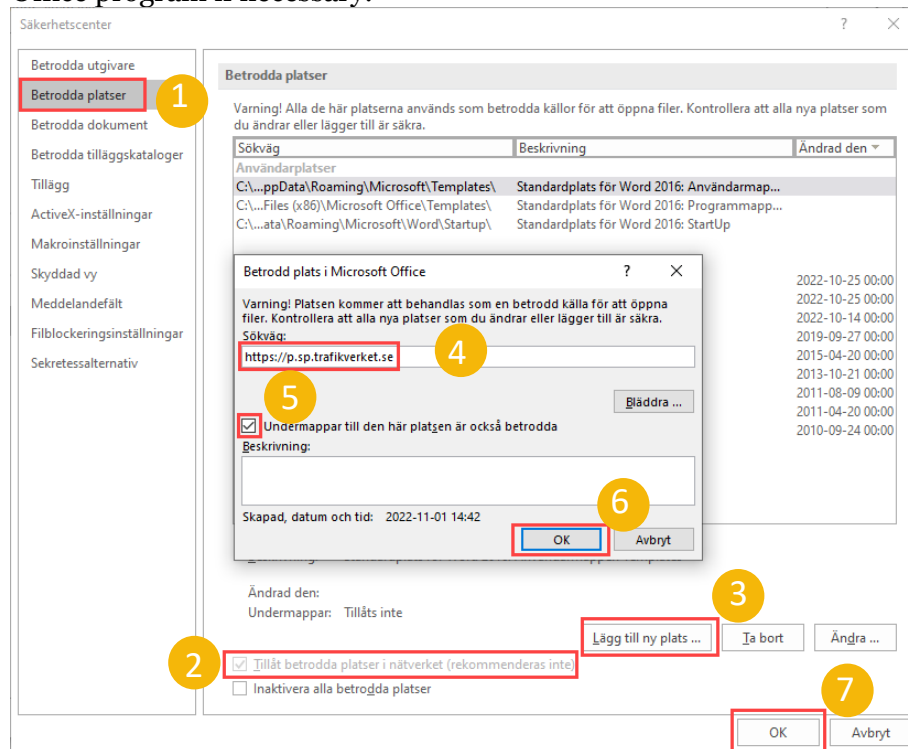 Office program if necessary.
Säkerhetscenter
?
Betrodda utgivare
Betrodda platser
1
Betrodda dokument
Betrodda tilläggskataloger
Tillägg
ActiveX-inställningar
Makroinställningar
Skyddad vy
Meddelandefält
Filblockeringsinställningar
Sekretessalternativ
Betrodda platser
Varning! Alla de här platserna används som betrodda källor för att öppna filer. Kontrollera att alla nya platser som
du ändrar eller lägger till är säkra.
Sökväg Beskrivning Ändrad den
Användarplatser
C:\...ppData\Roaming\Microsoft\Templates\ Standardplats för Word 2016: Användarmap...
C:\...Files (x86)\Microsoft Office\Templates\ Standardplats för Word 2016: Programmapp...
C:\...ata\Roaming\Microsoft\Word\Startup\ Standardplats för Word 2016: StartUp
2022-10-25 00:00
2022-10-25 00:00
2022-10-14 00:00
2019-09-27 00:00
2015-04-20 00:00
2013-10-21 00:00
2011-08-09 00:00
2011-04-20 00:00
2010-09-24 00:00
Betrodd plats i Microsoft Office ?
Varning! Platsen kommer att behandlas som en betrodd källa för att öppna
filer. Kontrollera att alla nya platser som du ändrar eller lägger till är säkra.
Sökväg:
https://p.sp.trafikverket.se
4
Bläddra ...
5
Undermappar till den här platsen är också betrodda
Beskrivning:
Skapad, datum och tid: 2022-11-01 14:42
6
OK Avbryt
Ändrad den:
Undermappar: Tillåts inte
3
Lägg till ny plats ... Ta bort Ändra ...
2
Tillåt betrodda platser i nätverket (rekommenderas inte)
Inaktivera alla betrodda platser
7
OK Avbryt